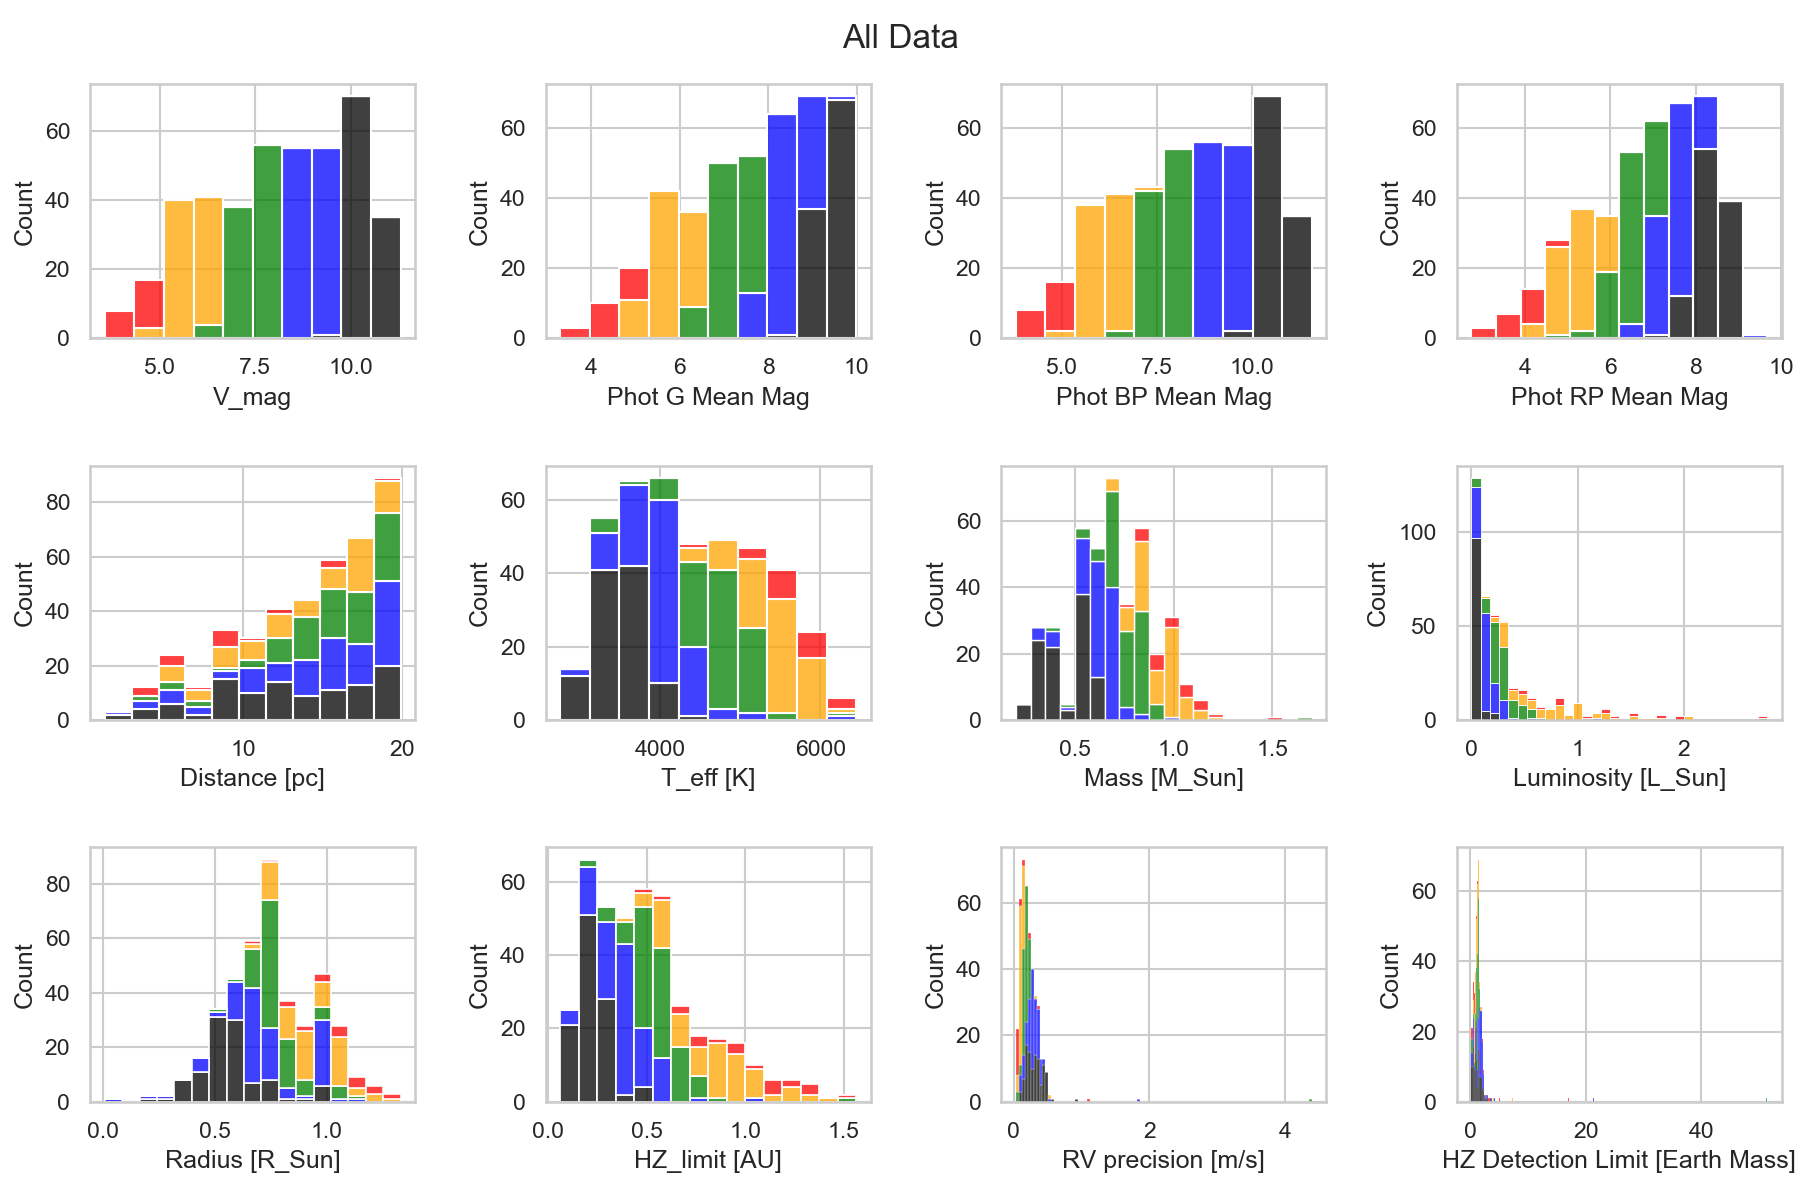 All Data
Count
60
40
20
0
5.0 7.5 10.0
V_mag
Count
60
40
20
0
4 6 8 10
Phot G Mean Mag
Count
60
40
20
0
5.0 7.5 10.0
Phot BP Mean Mag
Count
60
40
20
0
4 6 8 10
Phot RP Mean Mag
Count
80
60
40
20
0
10 20
Distance [pc]
Count
60
40
20
0
4000 6000
T_eff [K]
Count
60
40
20
0
0.5 1.0 1.5
Mass [M_Sun]
Count
100
50
0
0 1 2
Luminosity [L_Sun]
Count
80
60
40
20
0
0.0 0.5 1.0
Radius [R_Sun]
Count
60
40
20
0
0.0 0.5 1.0 1.5
HZ_limit [AU]
Count
60
40
20
0
0 2 4
RV precision [m/s]
Count
60
40
20
0
0 20 40
HZ Detection Limit [Earth Mass]